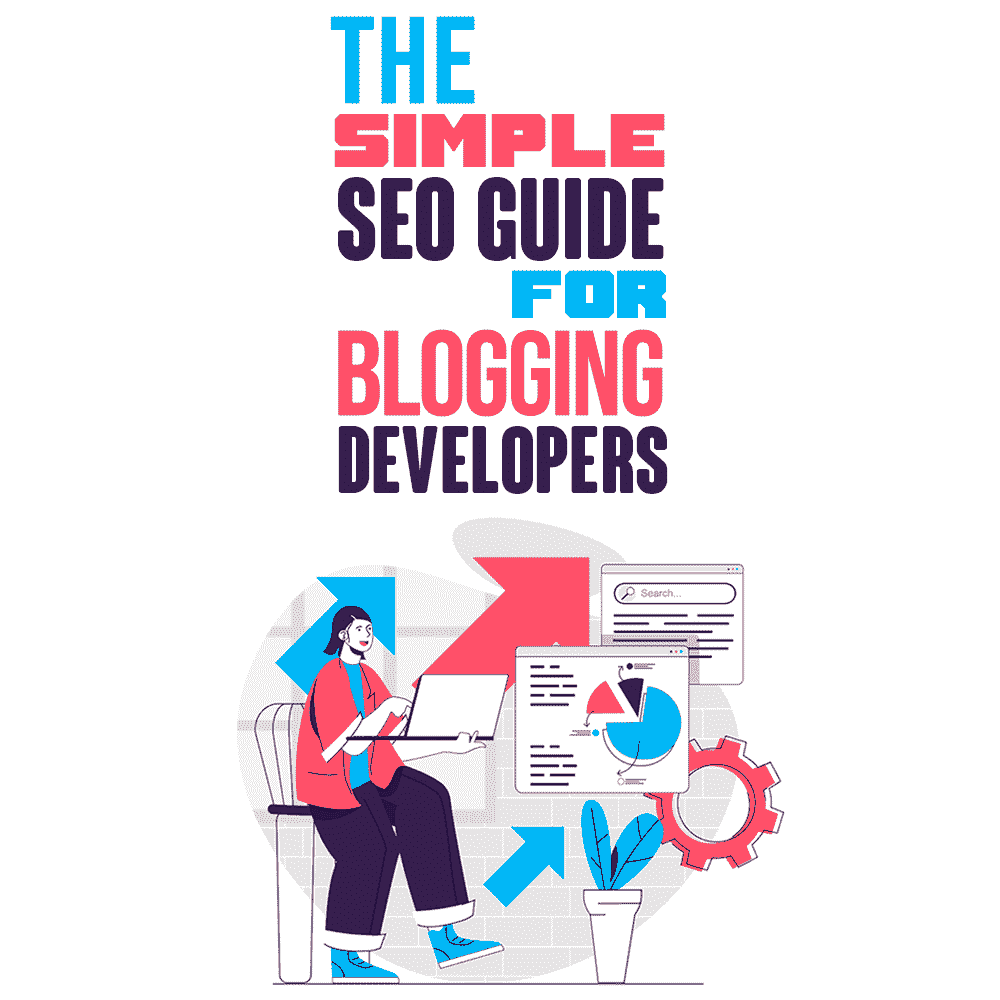 THE
SIMPLE
SEO GUIDE
FOR
BLOGGING
DEVELOPERS
Search...